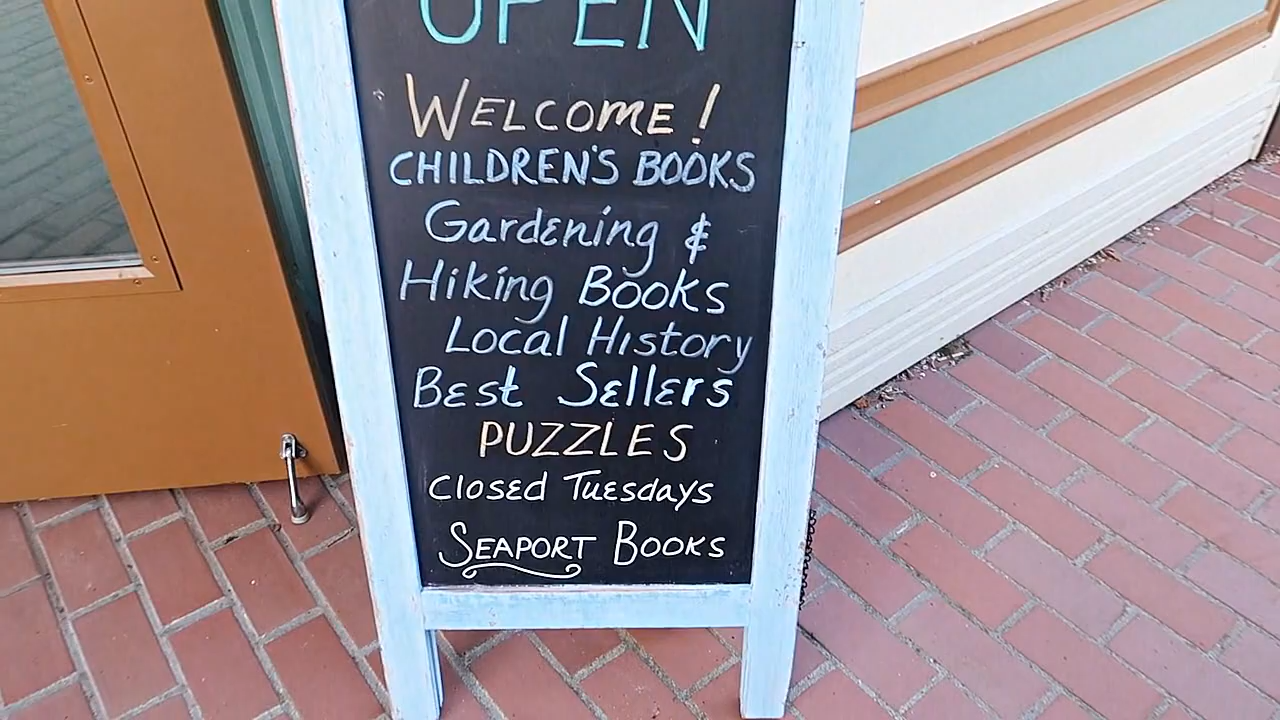 OPEN
WELCOME!
CHILDREN'S BOOKS
Gardening &
Hiking Books
Local History
Best Sellers
PUZZLES
Closed Tuesdays
SEAPORT BOOKS